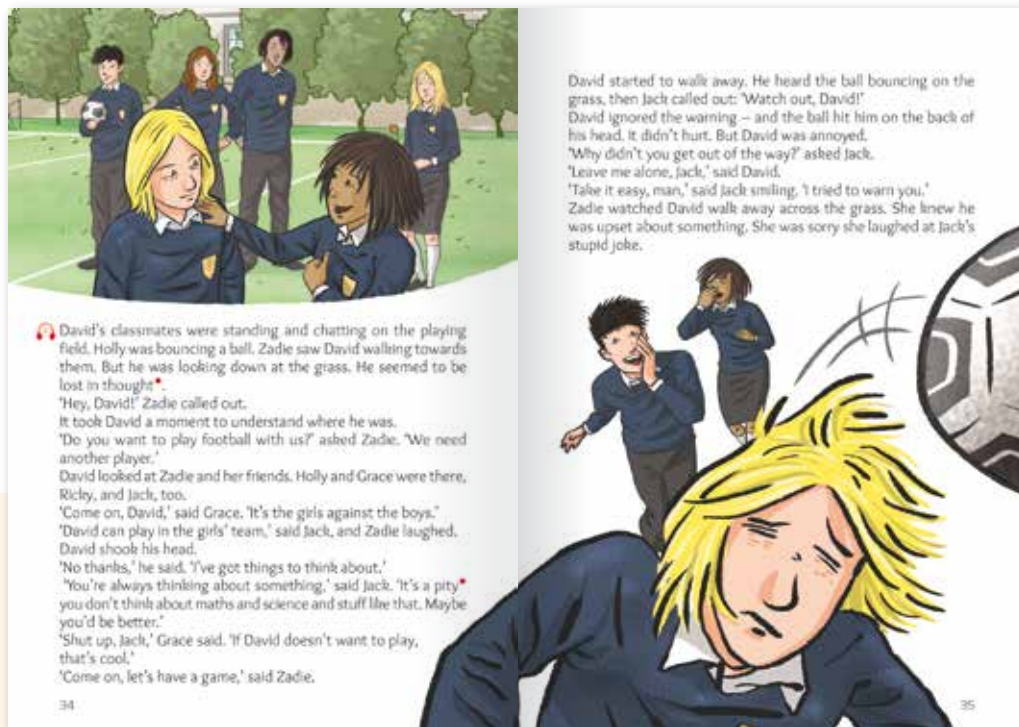 David's classmates were standing and chatting on the playing
field. Holly was bouncing a ball. Zadie saw David walking towards
them. But he was looking down at the grass. He seemed to be
lost in thought•.
'Hey, David!' Zadie called out.
It took David a moment to understand where he was.
'Do you want to play football with us?' asked Zadie. 'We need
another player.'
David looked at Zadie and her friends. Holly and Grace were there,
Ricky, and Jack, too.
'Come on, David,' said Grace. 'It's the girls against the boys.'
'David can play in the girls' team,' said Jack, and Zadie laughed.
David shook his head.
'No thanks,' he said. 'I've got things to think about.'
'You're always thinking about something,' said Jack. 'It's a pity•
you don't think about maths and science and stuff like that. Maybe
you'd be better.'
'Shut up, Jack,' Grace said. 'If David doesn't want to play,
that's cool.'
'Come on, let's have a game,' said Zadie.
34
David started to walk away. He heard the ball bouncing on the
grass, then Jack called out: 'Watch out, David!'
David ignored the warning – and the ball hit him on the back of
his head. It didn't hurt. But David was annoyed.
'Why didn't you get out of the way?' asked Jack.
'Leave me alone, Jack,' said David.
'Take it easy, man,' said Jack smiling. 'I tried to warn you.'
Zadie watched David walk away across the grass. She knew he
was upset about something. She was sorry she laughed at Jack's
stupid joke.
35